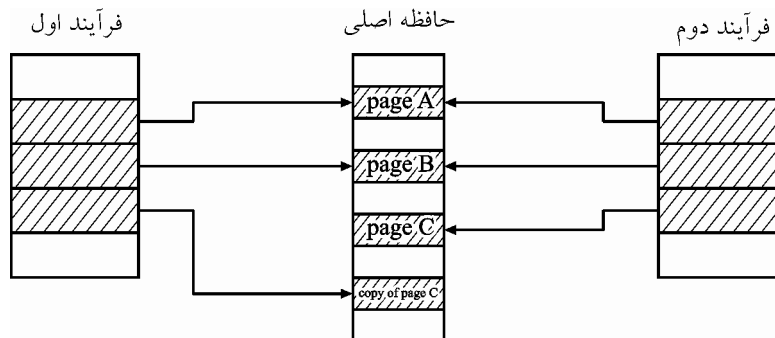 فرآیند اول
حافظه اصلی
فرآیند دوم
page A
page B
page C
copy of page C